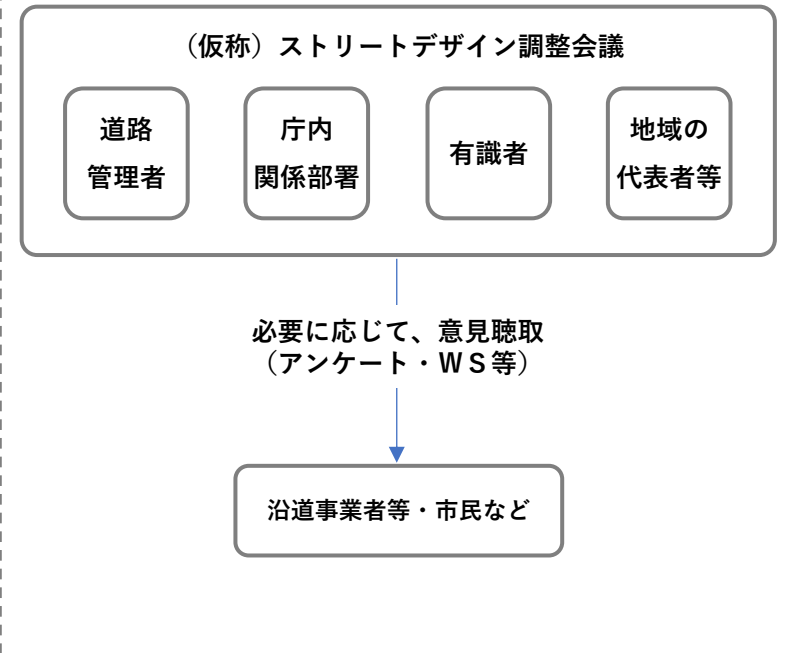 （仮称）ストリートデザイン調整会議
道路
管理者
庁内
関係部署
有識者
地域の
代表者等
必要に応じて、意見聴取
（アンケート・ＷＳ等）
沿道事業者等・市民など